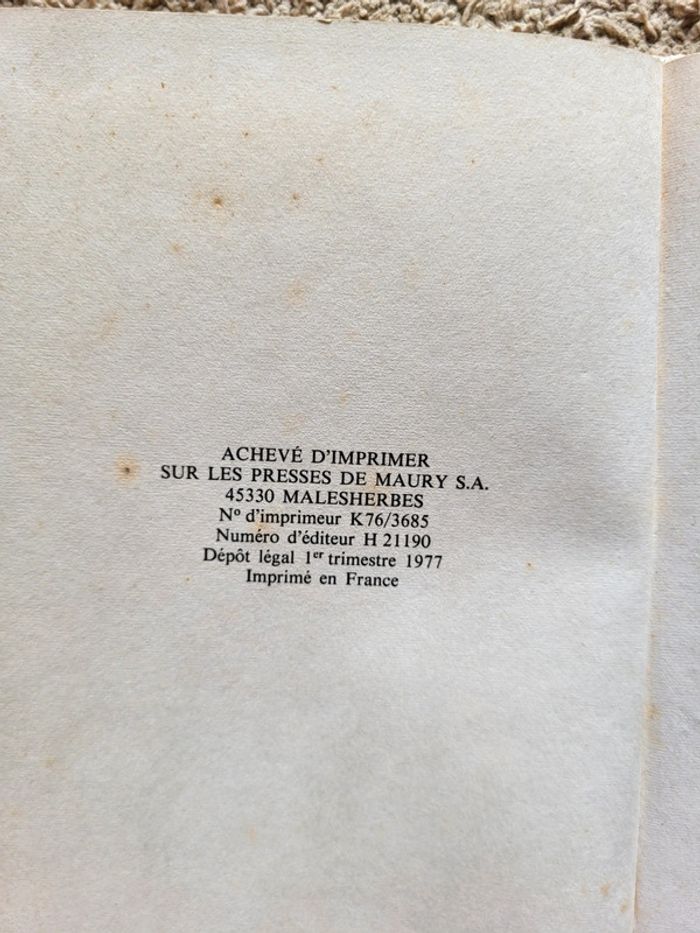 ACHEVÉ D'IMPRIMER
SUR LES PRESSES DE MAURY S.A.
45330 MALESHERBES
Nº d'imprimeur K76/3685
Numéro d'éditeur H 21190
Dépôt légal 1er trimestre 1977
Imprimé en France